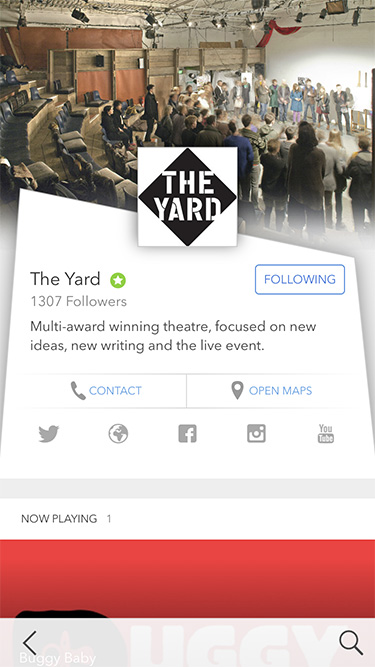 THE
YARD
The Yard
FOLLOWING
1307 Followers
Multi-award winning theatre, focused on new
ideas, new writing and the live event.
CONTACT
OPEN MAPS
You
Tube
NOW PLAYING 1
UGGY
Buggy Baby